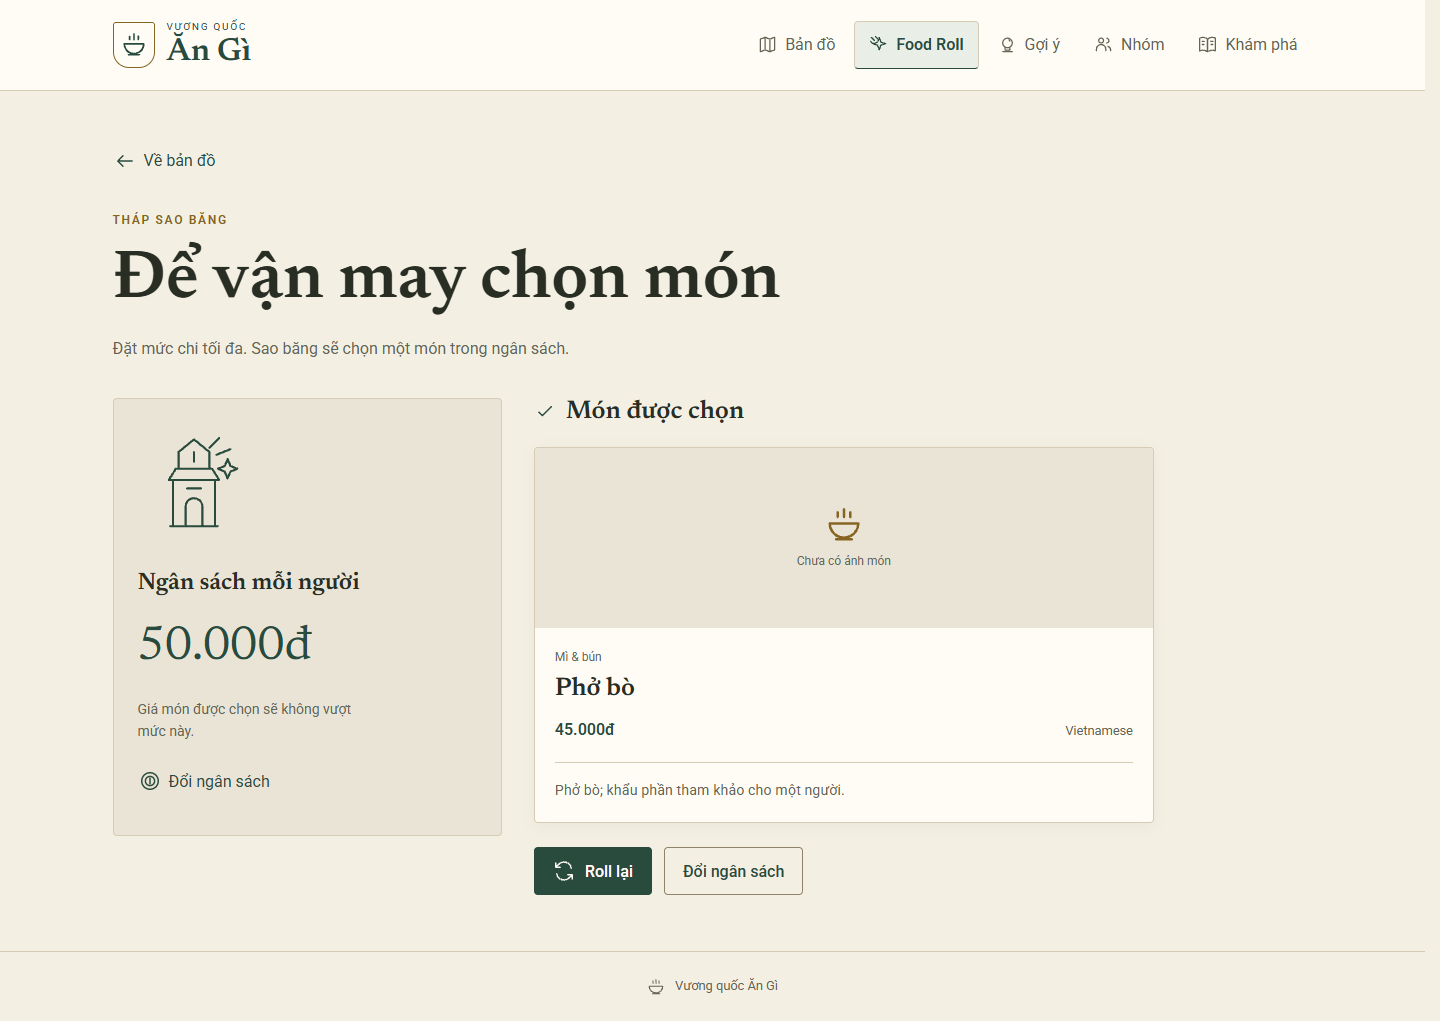 VƯƠNG QUỐC
Ăn Gì
Bản đồ
Food Roll
Gợi ý
Nhóm
Khám phá
Về bản đồ
THÁP SAO BĂNG
Để vận may chọn món
Đặt mức chi tối đa. Sao băng sẽ chọn một món trong ngân sách.
Ngân sách mỗi người
50.000đ
Giá món được chọn sẽ không vượt
mức này.
Đổi ngân sách
Món được chọn
Chưa có ảnh món
Mì & bún
Phở bò
45.000đ
Vietnamese
Phở bò; khẩu phần tham khảo cho một người.
Roll lại
Đổi ngân sách
Vương quốc Ăn Gì